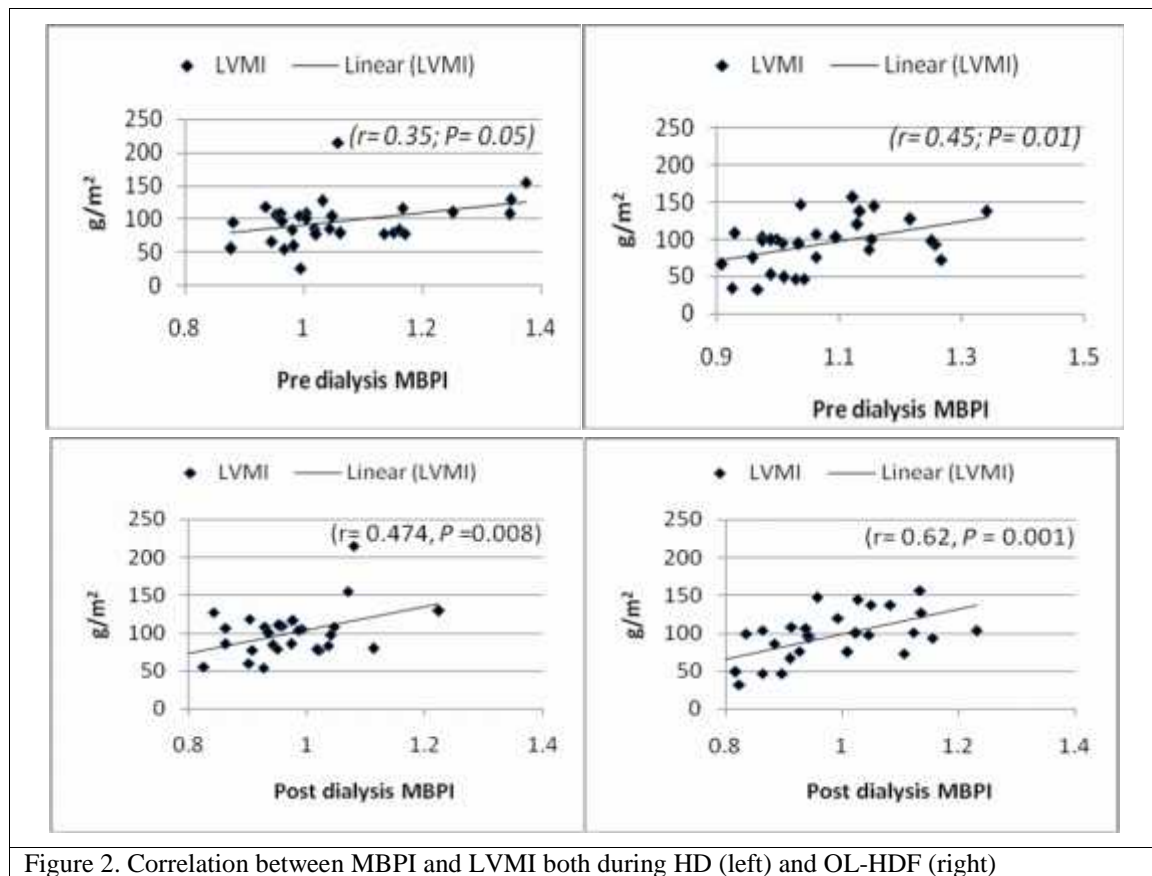 LVMI Linear (LVMI)
(r= 0.35; P= 0.05)
250
200
150
100
50
0
g/m²
0.8 1 1.2 1.4
Pre dialysis MBPI
LVMI Linear (LVMI)
(r= 0.45; P= 0.01)
250
200
150
100
50
0
g/m²
0.9 1.1 1.3 1.5
Pre dialysis MBPI
LVMI Linear (LVMI)
(r= 0.474, P =0.008)
250
200
150
100
50
0
g/m²
0.8 1 1.2 1.4
Post dialysis MBPI
LVMI Linear (LVMI)
(r= 0.62, P = 0.001)
250
200
150
100
50
0
g/m²
0.8 1 1.2 1.4
Post dialysis MBPI
Figure 2. Correlation between MBPI and LVMI both during HD (left) and OL-HDF (right)